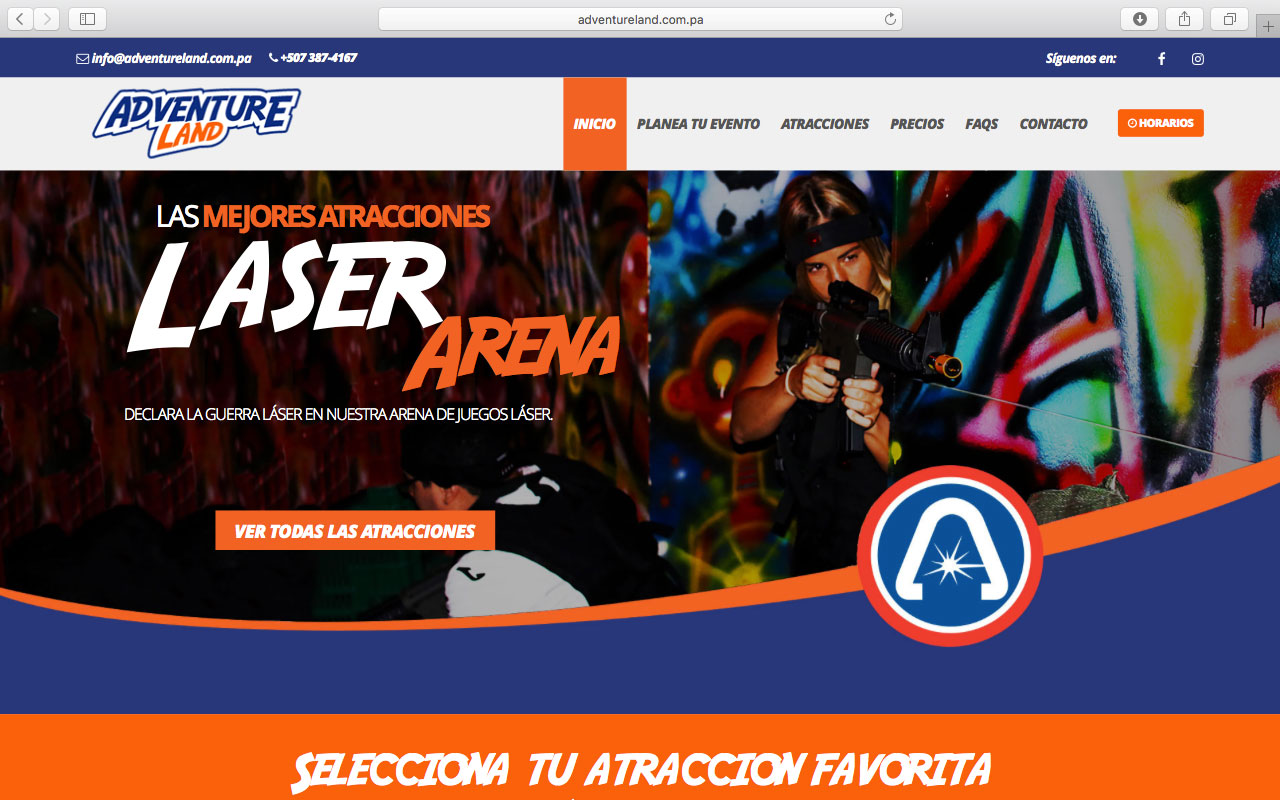 adventureland.com.pa
info@adventureland.com.pa +507 387-4167 Síguenos en:
ADVENTURE
LAND
INICIO PLANEA TU EVENTO ATRACCIONES PRECIOS FAQS CONTACTO HORARIOS
LAS MEJORES ATRACCIONES
LASER
ARENA
DECLARA LA GUERRA LÁSER EN NUESTRA ARENA DE JUEGOS LÁSER.
VER TODAS LAS ATRACCIONES
A
SELECCIONA TU ATRACCION FAVORITA